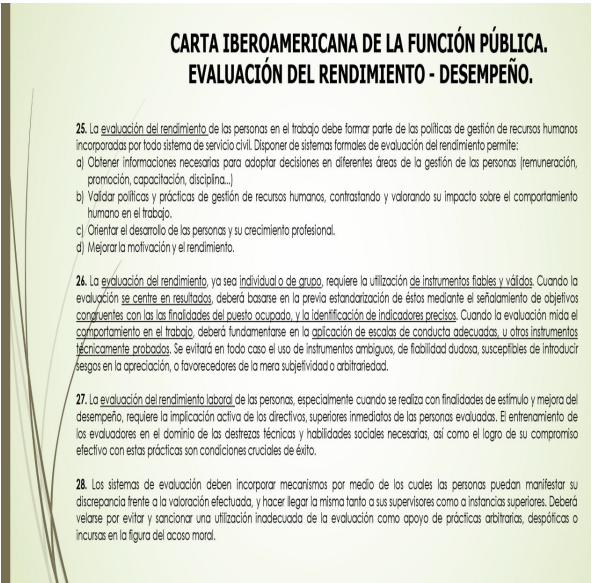 CARTA IBEROAMERICANA DE LA FUNCIÓN PÚBLICA.
EVALUACIÓN DEL RENDIMIENTO - DESEMPEÑO.
25. La evaluación del rendimiento de las personas en el trabajo debe formar parte de las políticas de gestión de recursos humanos
incorporadas por todo sistema de servicio civil. Disponer de sistemas formales de evaluación del rendimiento permite:
a) Obtener informaciones necesarias para adoptar decisiones en diferentes áreas de la gestión de las personas (remuneración,
promoción, capacitación, disciplina...)
b) Validar políticas y prácticas de gestión de recursos humanos, contrastando y valorando su impacto sobre el comportamiento
humano en el trabajo.
c) Orientar el desarrollo de las personas y su crecimiento profesional.
d) Mejorar la motivación y el rendimiento.
26. La evaluación del rendimiento, ya sea individual o de grupo, requiere la utilización de instrumentos fiables y válidos. Cuando la
evaluación se centre en resultados, deberá basarse en la previa estandarización de éstos mediante el señalamiento de objetivos
congruentes con las las finalidades del puesto ocupado, y la identificación de indicadores precisos. Cuando la evaluación mida el
comportamiento en el trabajo, deberá fundamentarse en la aplicación de escalas de conducta adecuadas, u otros instrumentos
técnicamente probados. Se evitará en todo caso el uso de instrumentos ambiguos, de fiabilidad dudosa, susceptibles de introducir
sesgos en la apreciación, o favorecedores de la mera subjetividad o arbitrariedad.
27. La evaluación del rendimiento laboral de las personas, especialmente cuando se realiza con finalidades de estímulo y mejora del
desempeño, requiere la implicación activa de los directivos, superiores inmediatos de las personas evaluadas. El entrenamiento de
los evaluadores en el dominio de las destrezas técnicas y habilidades sociales necesarias, así como el logro de su compromiso
efectivo con estas prácticas son condiciones cruciales de éxito.
28. Los sistemas de evaluación deben incorporar mecanismos por medio de los cuales las personas puedan manifestar su
discrepancia frente a la valoración efectuada, y hacer llegar la misma tanto a sus supervisores como a instancias superiores. Deberá
velarse por evitar y sancionar una utilización inadecuada de la evaluación como apoyo de prácticas arbitrarias, despóticas o
incursas en la figura del acoso moral.